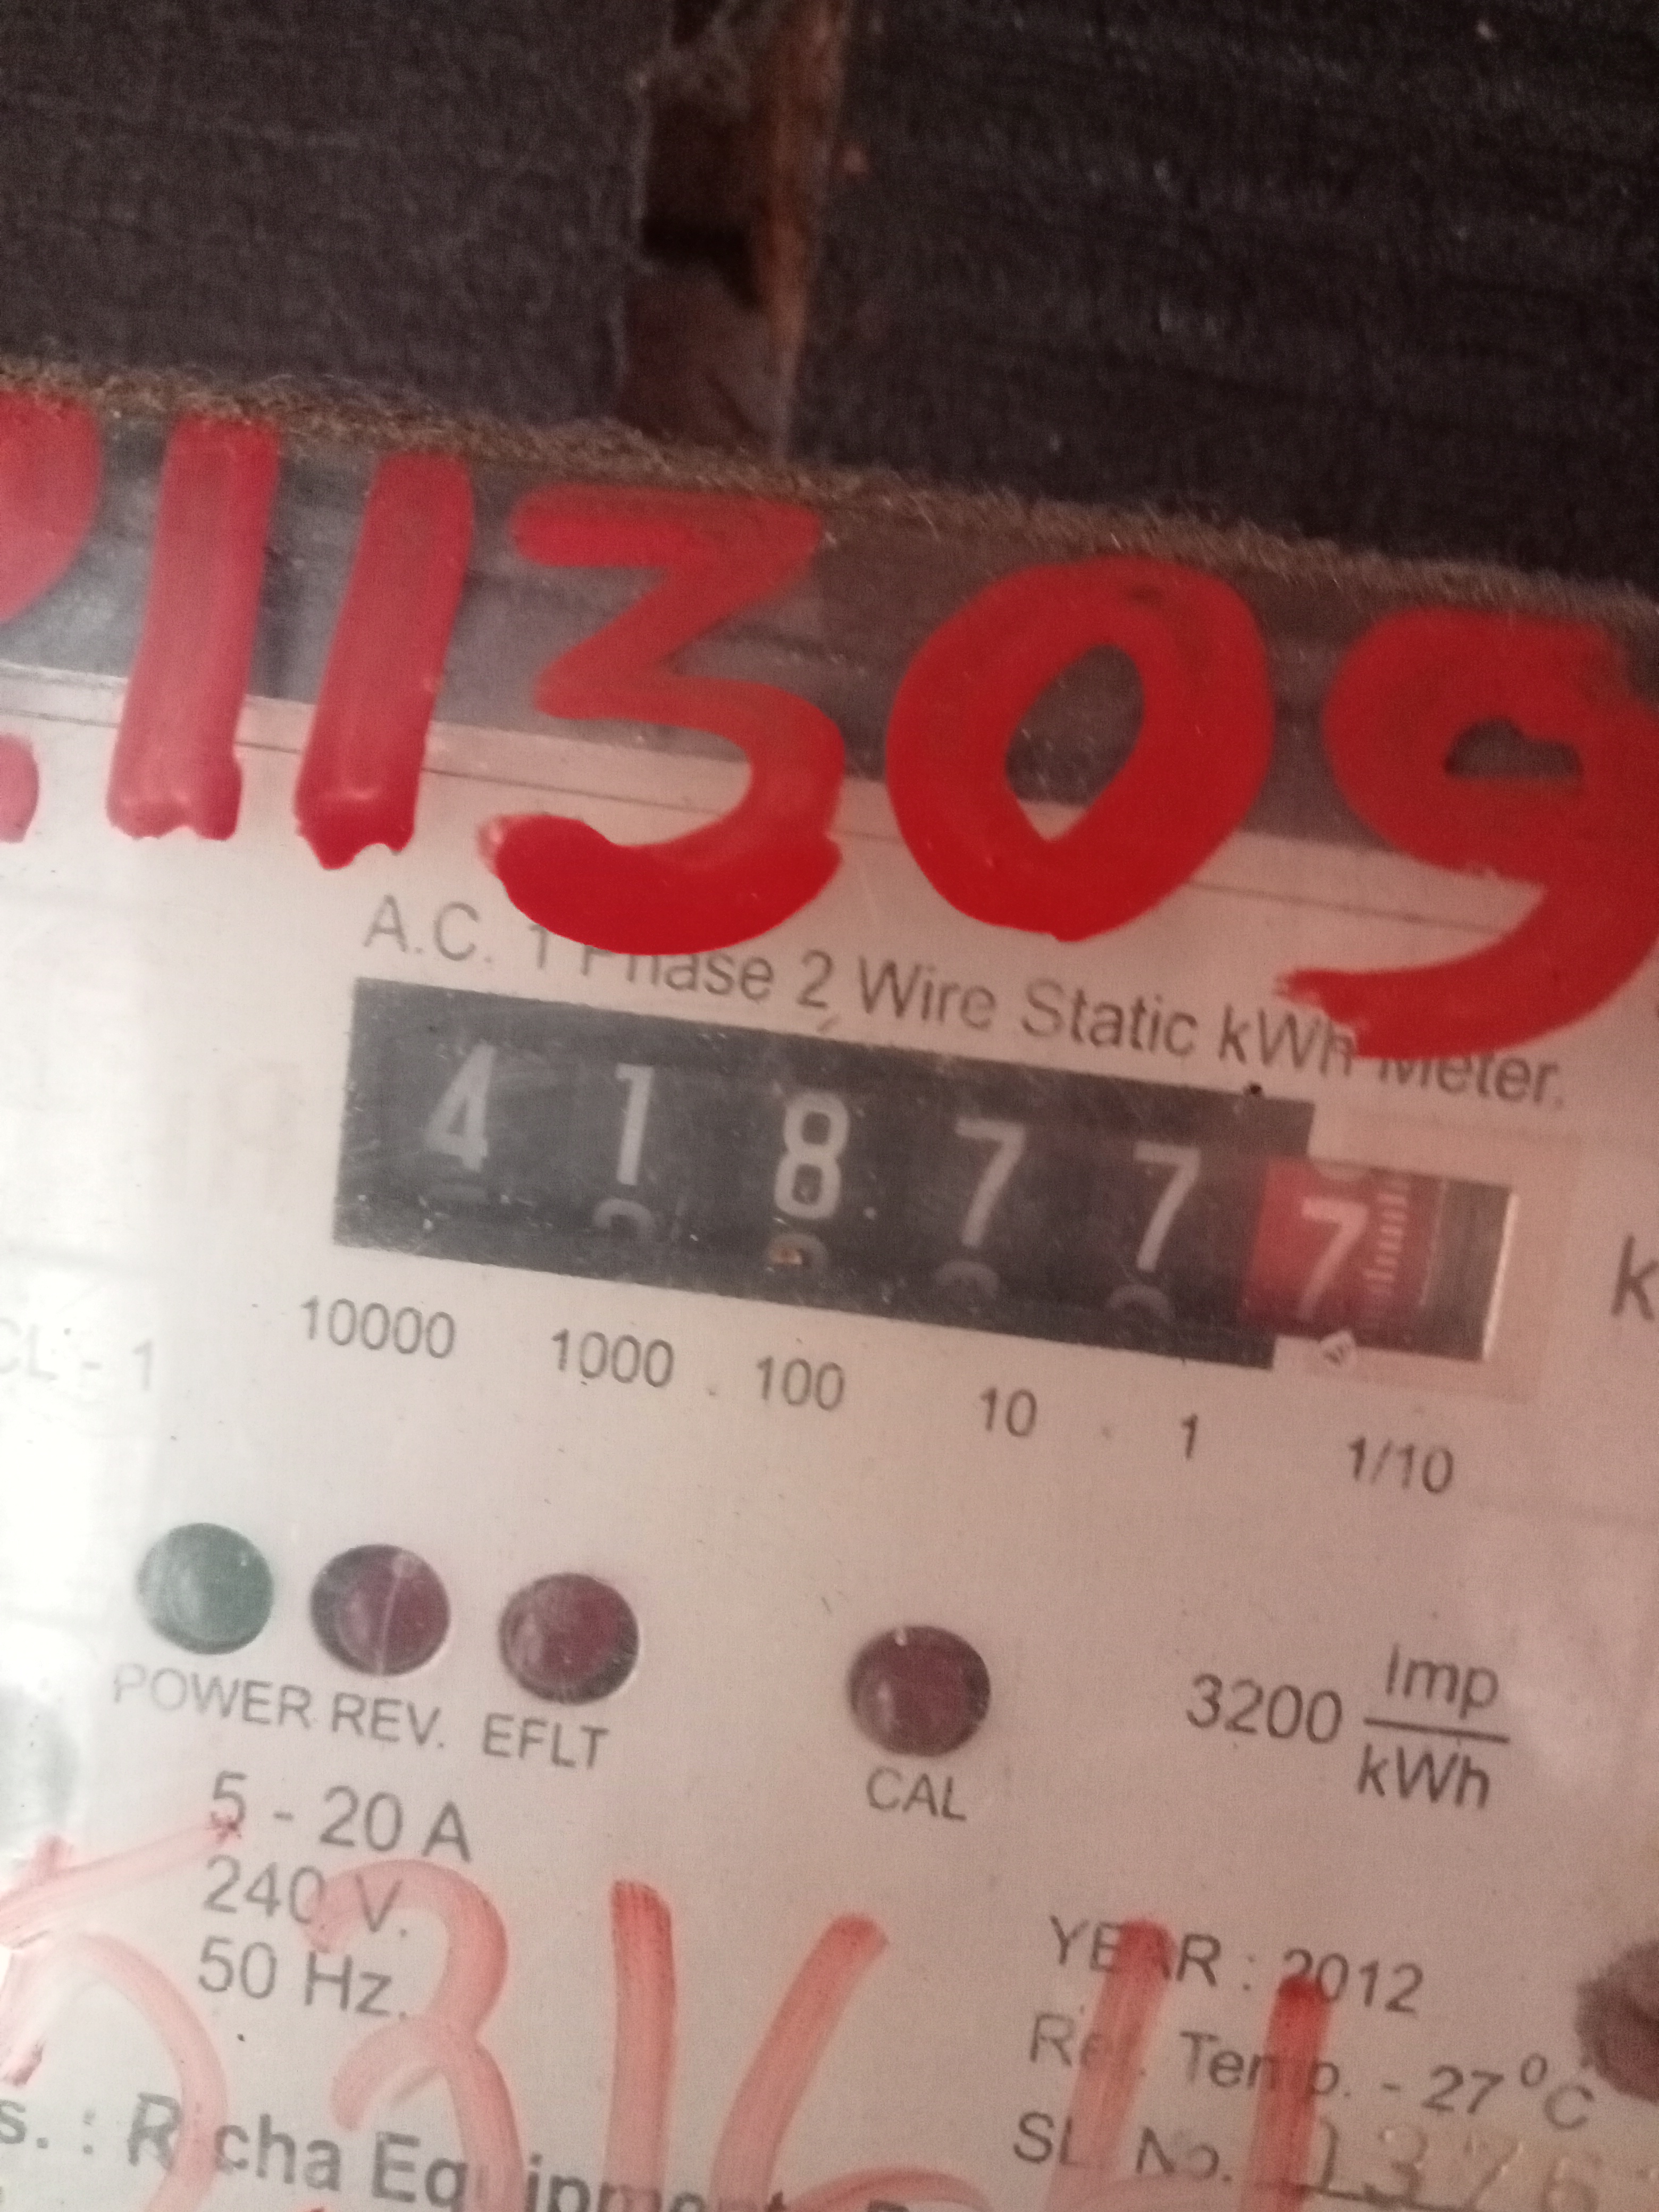 11309
A.C. 1 Phase 2 Wire Static kWh Meter.
4 1 8 7 7 7
k
10000 1000 . 100 10 . 1 1/10
CL - 1
POWER REV. EFLT
CAL
3200 Imp
kWh
5 - 20 A
240 V.
50 Hz.
YEAR : 2012
Ref. Temp. - 27°C
SL. No.
s. : Richa Equipment